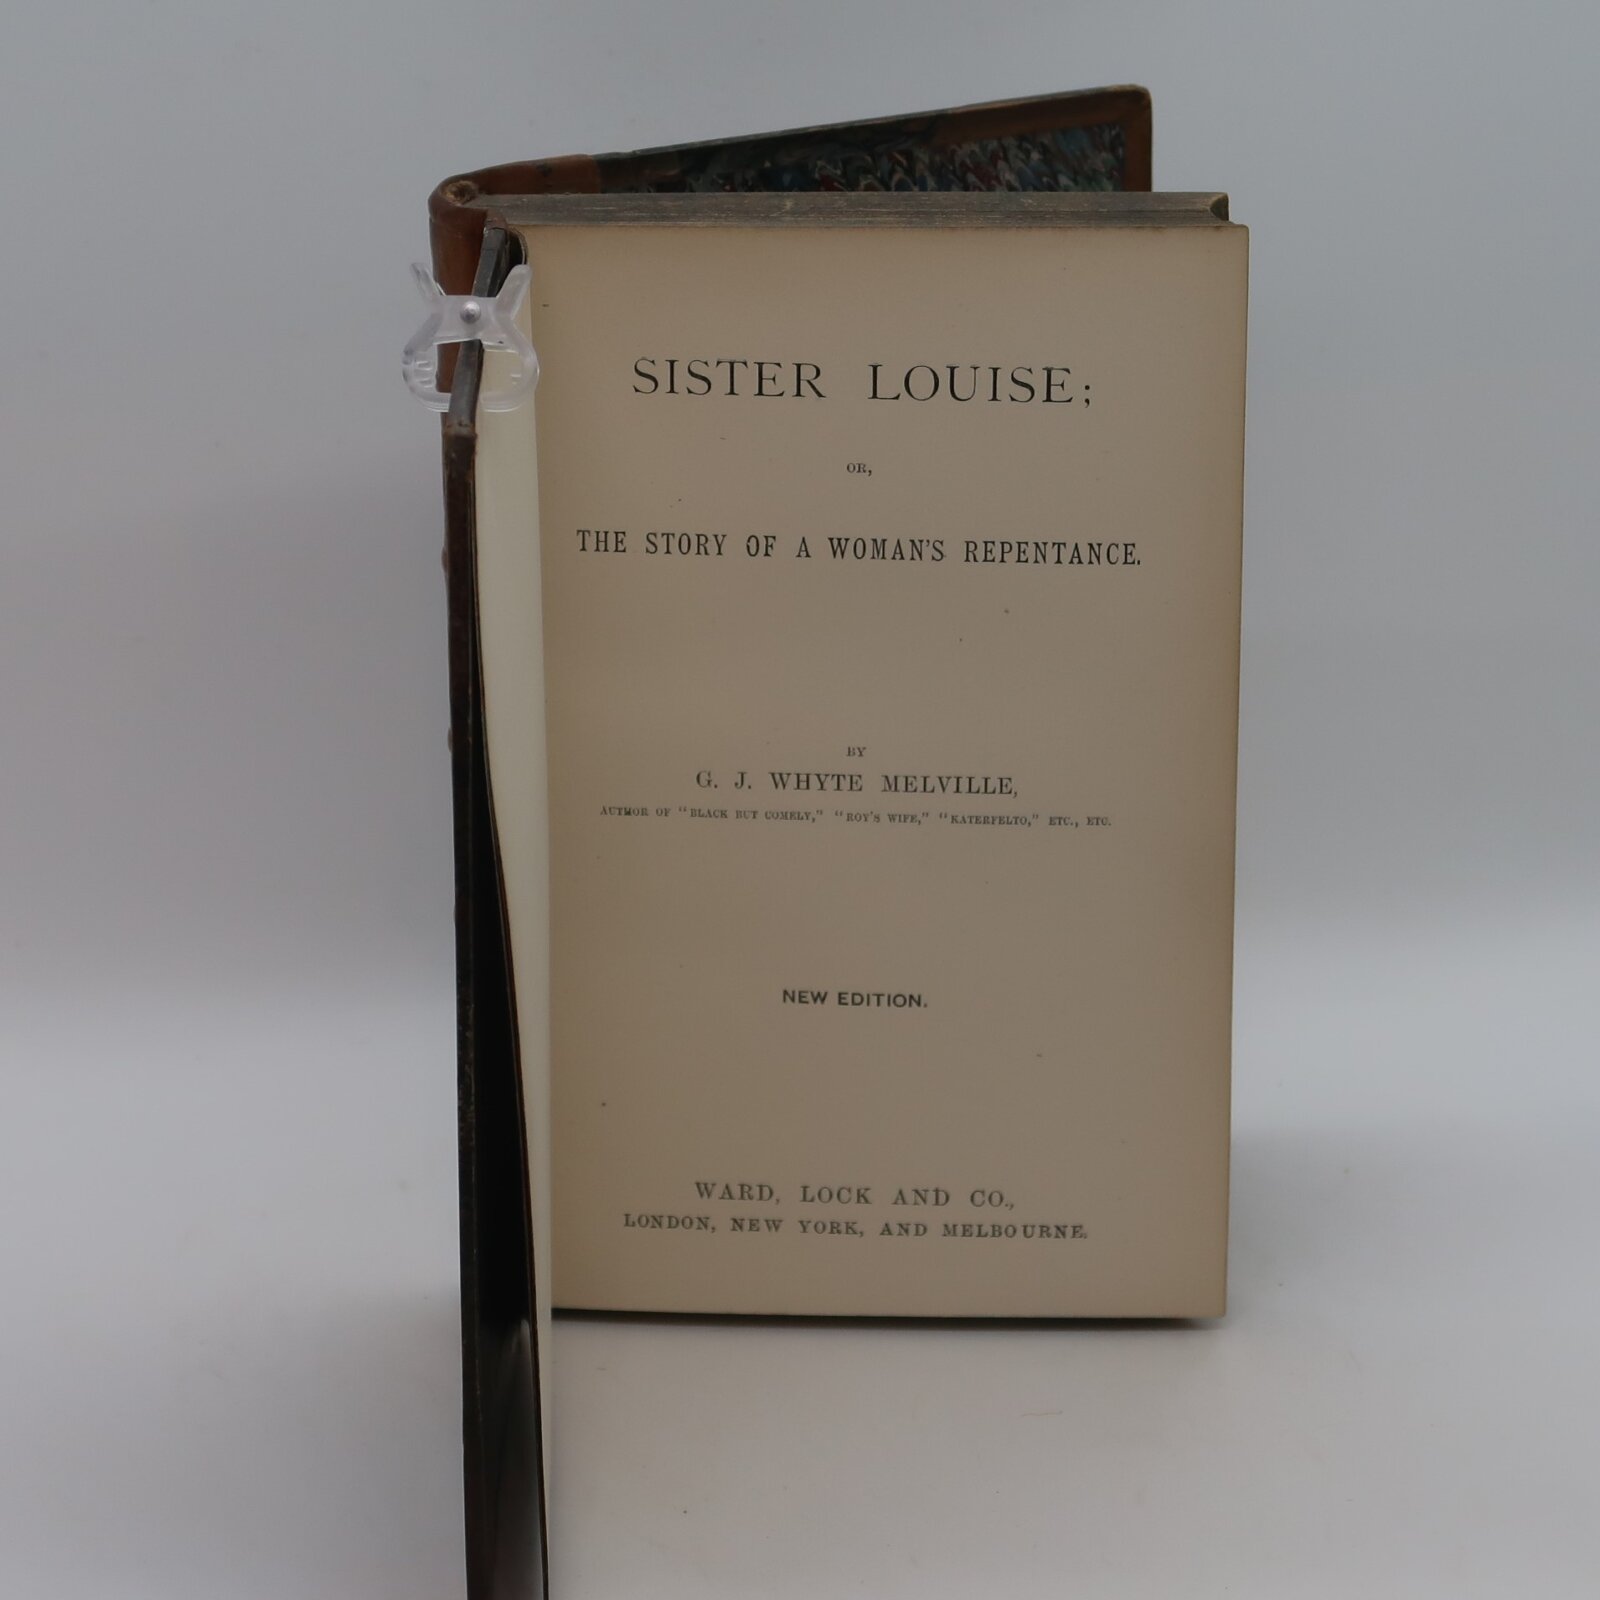 SISTER LOUISE;
OR,
THE STORY OF A WOMAN'S REPENTANCE.
BY
G. J. WHYTE MELVILLE,
AUTHOR OF "BLACK BUT COMELY," "ROY'S WIFE," "KATERFELTO," ETC., ETC.
NEW EDITION.
WARD, LOCK AND CO.,
LONDON, NEW YORK, AND MELBOURNE.